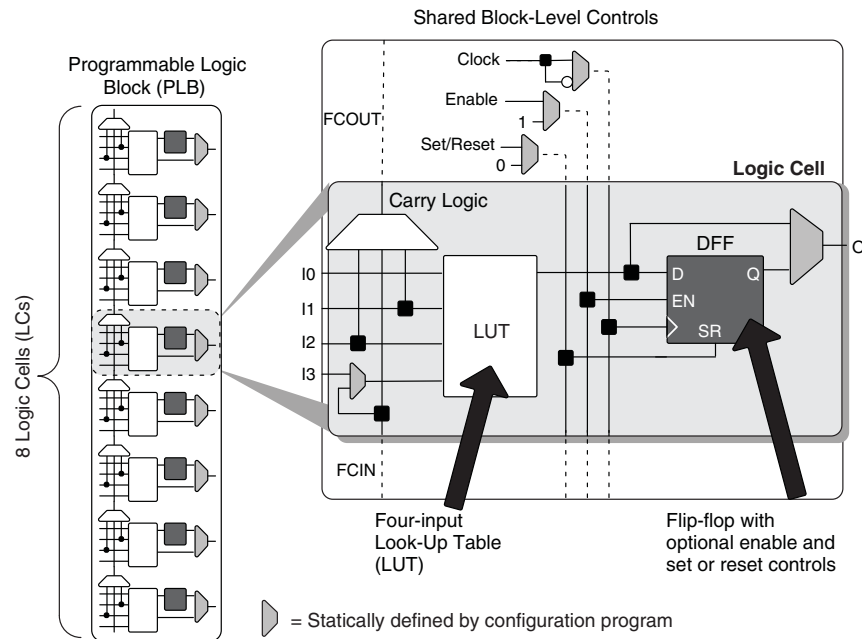 Shared Block-Level Controls
Programmable Logic
Block (PLB)
8 Logic Cells (LCs)
Clock
Enable
1
FCOUT
Set/Reset
0
Logic Cell
Carry Logic
DFF
I0
D
Q
O
I1
EN
LUT
I2
SR
I3
FCIN
Four-input
Look-Up Table
(LUT)
Flip-flop with
optional enable and
set or reset controls
= Statically defined by configuration program